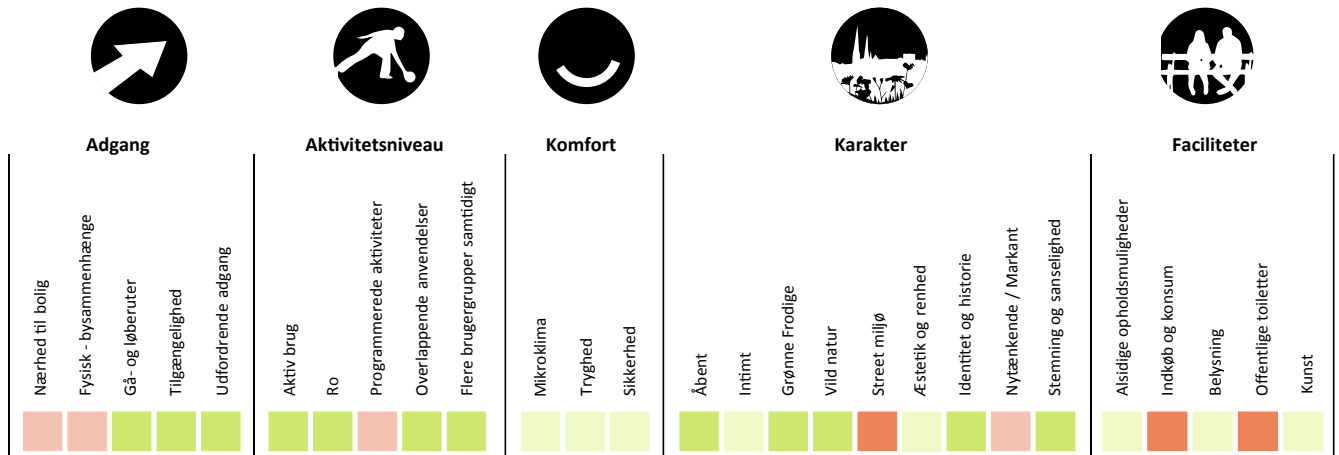 Adgang
Aktivitetsniveau
Komfort
Karakter
Faciliteter
Nærhed til bolig
Fysisk - bysammenhænge
Gå- og løberuter
Tilgængelighed
Udfordrende adgang
Aktiv brug
Ro
Programmerede aktiviteter
Overlappende anvendelser
Flere brugergrupper samtidigt
Mikroklima
Tryghed
Sikkerhed
Åbent
Intimt
Grønne Frodige
Vild natur
Street miljø
Æstetik og renhed
Identitet og historie
Nytænkende / Markant
Stemning og sanselighed
Alsidige opholdsmuligheder
Indkøb og konsum
Belysning
Offentlige toiletter
Kunst